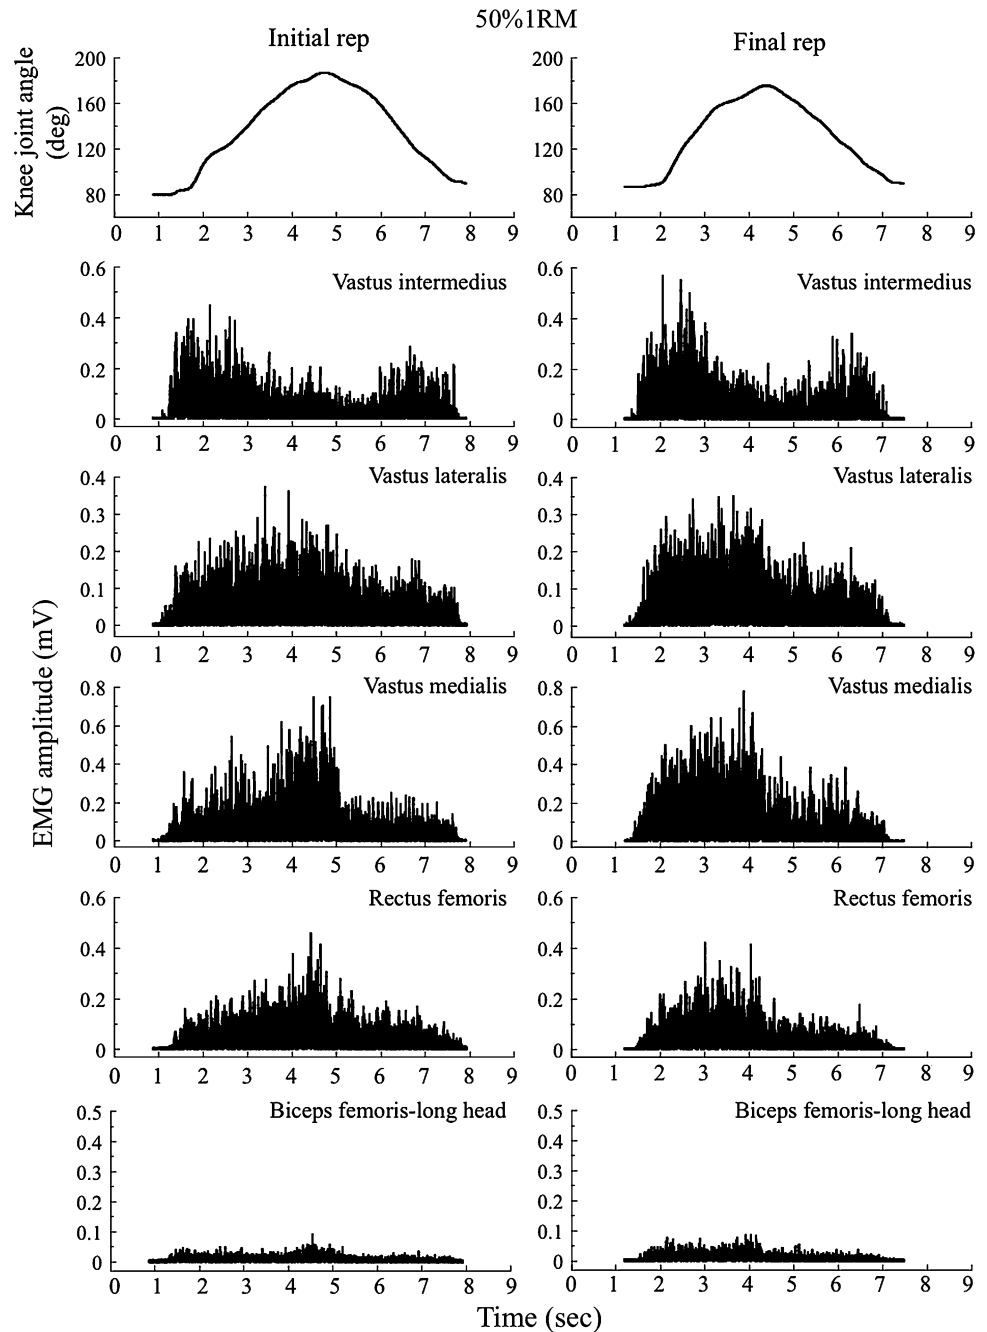 50%1RM
Initial rep
Final rep
Knee joint angle
(deg)
200
160
120
80
0 1 2 3 4 5 6 7 8 9
200
160
120
80
0 1 2 3 4 5 6 7 8 9
EMG amplitude (mV)
Vastus intermedius
0.6
0.4
0.2
0
0 1 2 3 4 5 6 7 8 9
Vastus intermedius
0.6
0.4
0.2
0
0 1 2 3 4 5 6 7 8 9
Vastus lateralis
0.4
0.3
0.2
0.1
0
0 1 2 3 4 5 6 7 8 9
Vastus lateralis
0.4
0.3
0.2
0.1
0
0 1 2 3 4 5 6 7 8 9
Vastus medialis
0.8
0.6
0.4
0.2
0
0 1 2 3 4 5 6 7 8 9
Vastus medialis
0.8
0.6
0.4
0.2
0
0 1 2 3 4 5 6 7 8 9
Rectus femoris
0.6
0.4
0.2
0
0 1 2 3 4 5 6 7 8 9
Rectus femoris
0.6
0.4
0.2
0
0 1 2 3 4 5 6 7 8 9
Biceps femoris-long head
0.5
0.4
0.3
0.2
0.1
0
0 1 2 3 4 5 6 7 8 9
Biceps femoris-long head
0.5
0.4
0.3
0.2
0.1
0
0 1 2 3 4 5 6 7 8 9
Time (sec)